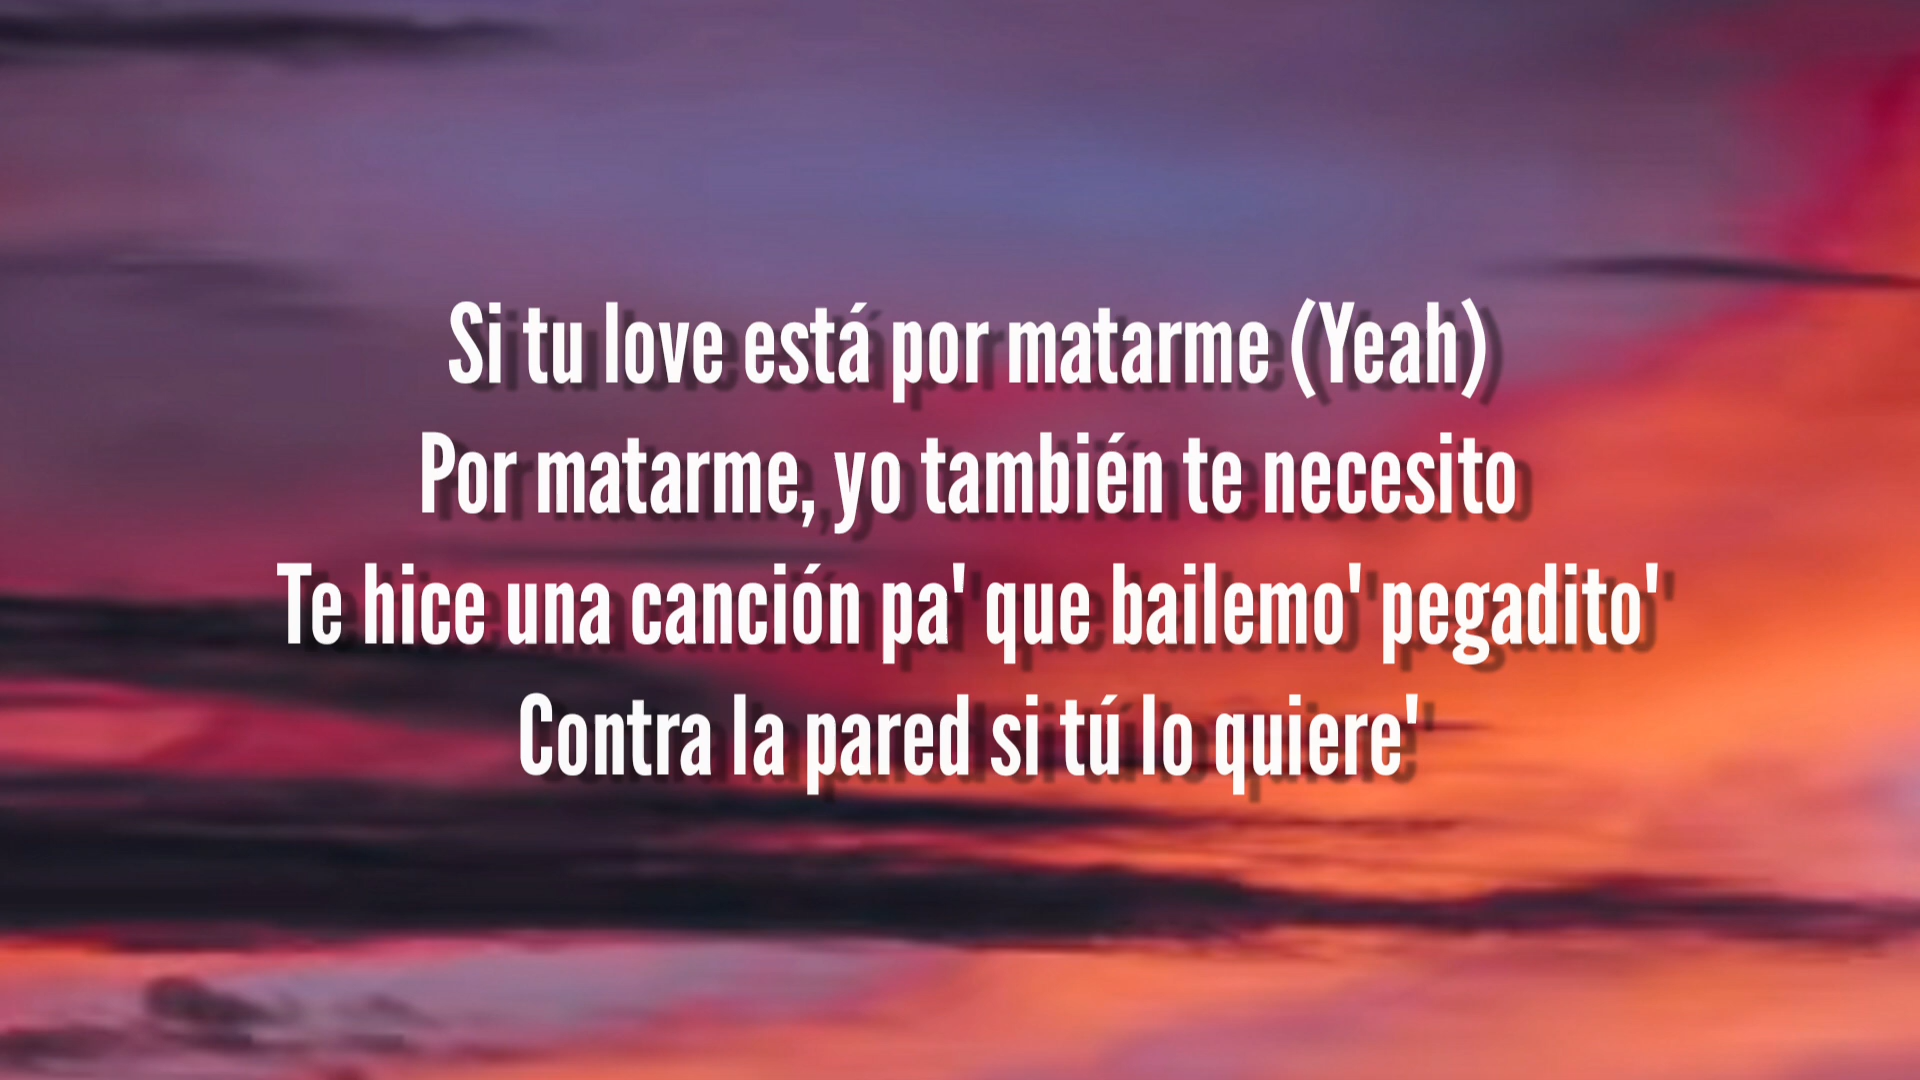 Si tu love está por matarme (Yeah)
Por matarme, yo también te necesito
Te hice una canción pa' que bailemo' pegadito'
Contra la pared si tú lo quiere'